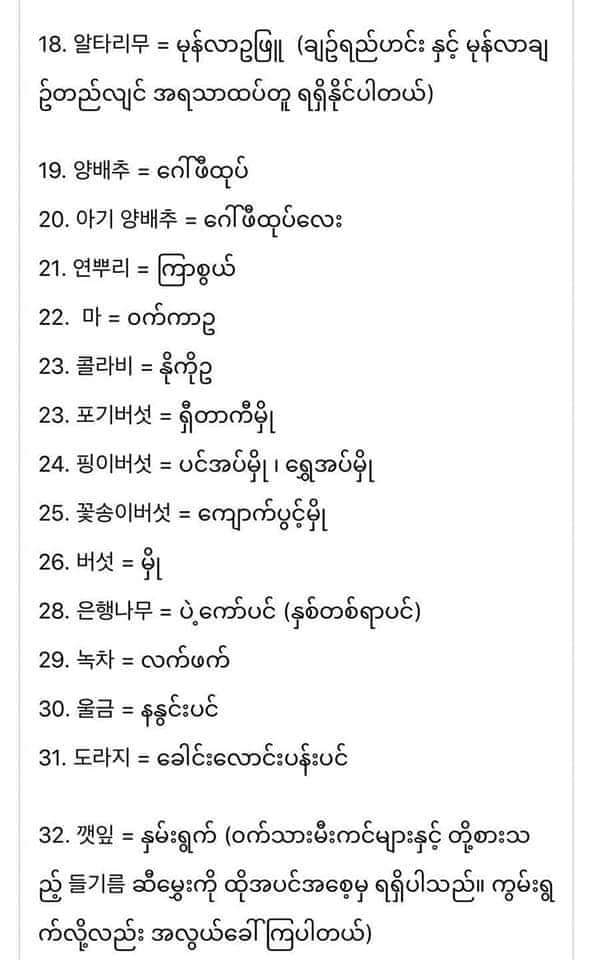 18. 알타리무 = မုန်လာဥဖြူ  (ချဉ်ရည်ဟင်း နှင့် မုန်လာချ
ဉ်တည်လျင် အရသာထပ်တူ ရရှိနိုင်ပါတယ်)
19. 양배추 = ဂေါ်ဖီထုပ်
20. 아기 양배추 = ဂေါ်ဖီထုပ်လေး
21. 연뿌리 = ကြာစွယ်
22.  마 = ဝက်ကာဥ
23. 콜라비 = နိုကိုဥ
23. 포기버섯 = ရှီတာကီမှို
24. 핑이버섯 = ပင်အပ်မှို ၊ ရွှေအပ်မှို
25. 꽃송이버섯 = ကျောက်ပွင့်မှို
26. 버섯 = မှို
28. 은행나무 = ပဲ့ကော်ပင် (နှစ်တစ်ရာပင်)
29. 녹차 = လက်ဖက်
30. 울금 = နနွင်းပင်
31. 도라지 = ခေါင်းလောင်းပန်းပင်
32. 깻잎 = နှမ်းရွက် (ဝက်သားမီးကင်များနှင့် တို့စားသ
ည့် 들기름 ဆီမွှေးကို ထိုအပင်အစေ့မှ ရရှိပါသည်။ ကွမ်းရွ
က်လို့လည်း အလွယ်ခေါ်ကြပါတယ်)